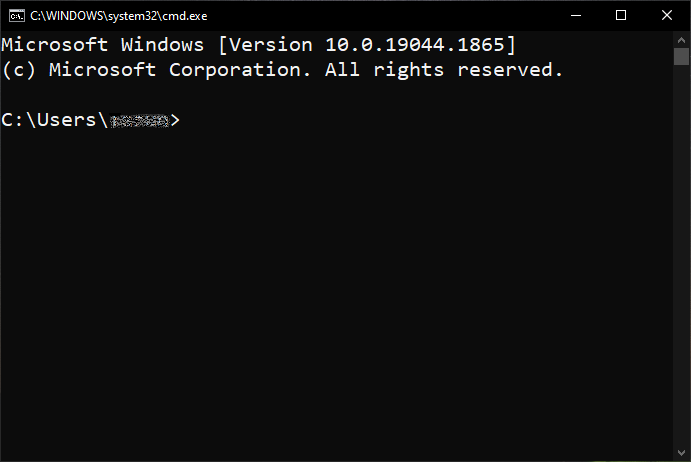 C:\WINDOWS\system32\cmd.exe
Microsoft Windows [Version 10.0.19044.1865]
(c) Microsoft Corporation. All rights reserved.
C:\Users\>